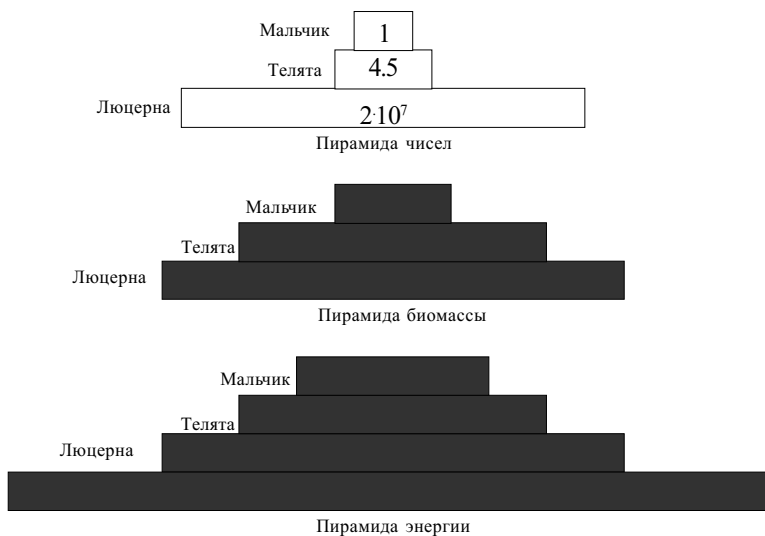 Мальчик 1
Телята 4.5
Люцерна 2·10⁷
Пирамида чисел
Мальчик
Телята
Люцерна
Пирамида биомассы
Мальчик
Телята
Люцерна
Пирамида энергии